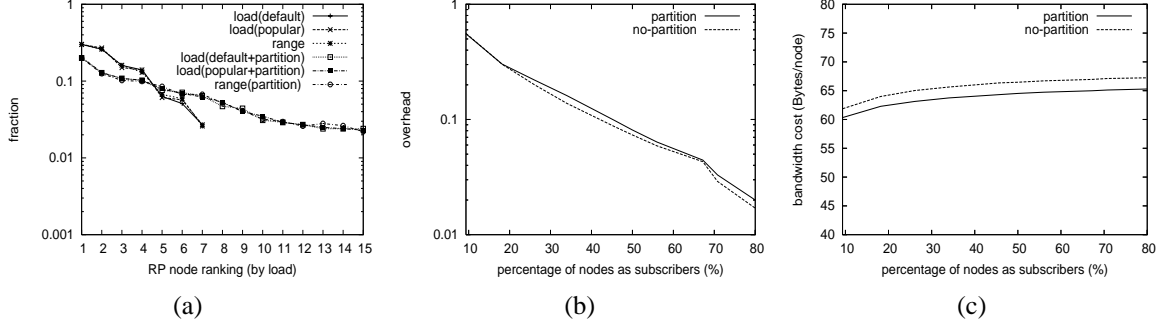 fraction
1
0.1
0.01
0.001
1 2 3 4 5 6 7 8 9 10 11 12 13 14 15
RP node ranking (by load)
load(default)
load(popular)
range
load(default+partition)
load(popular+partition)
range(partition)
(a)
overhead
1
0.1
0.01
10 20 30 40 50 60 70 80
percentage of nodes as subscribers (%)
partition
no-partition
(b)
bandwidth cost (Bytes/node)
80
75
70
65
60
55
50
45
40
10 20 30 40 50 60 70 80
percentage of nodes as subscribers (%)
partition
no-partition
(c)